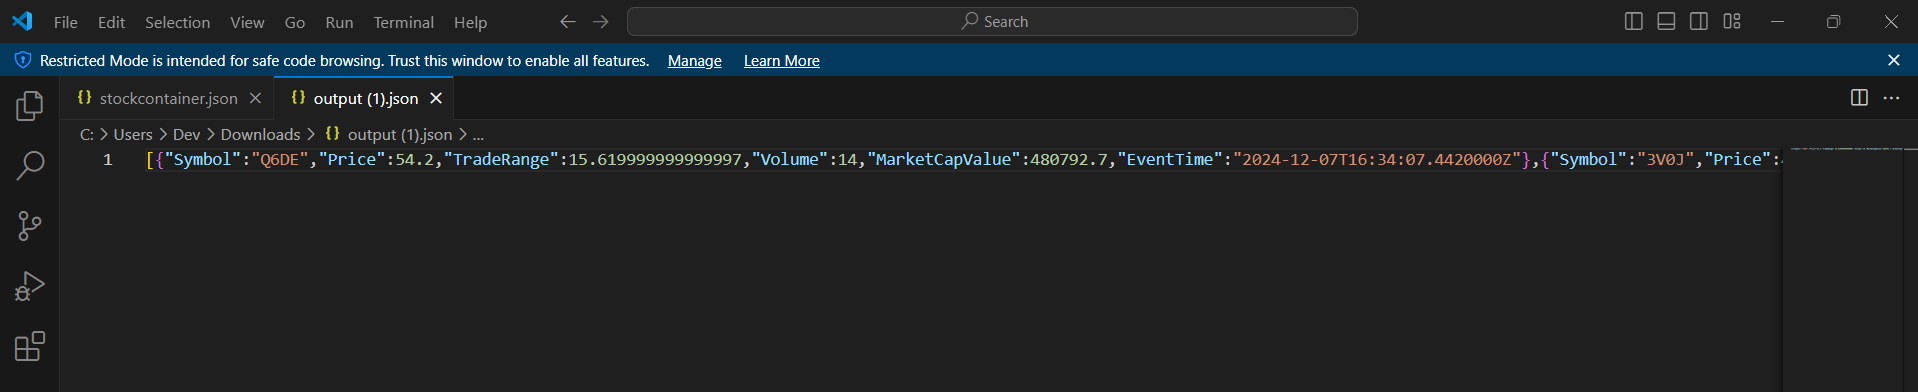 File Edit Selection View Go Run Terminal Help Search
Restricted Mode is intended for safe code browsing. Trust this window to enable all features. Manage Learn More
{} stockcontainer.json {} output (1).json
C: > Users > Dev > Downloads > {} output (1).json > ...
1 [{"Symbol":"Q6DE","Price":54.2,"TradeRange":15.619999999999997,"Volume":14,"MarketCapValue":480792.7,"EventTime":"2024-12-07T16:34:07.4420000Z"},{"Symbol":"3V0J","Price":